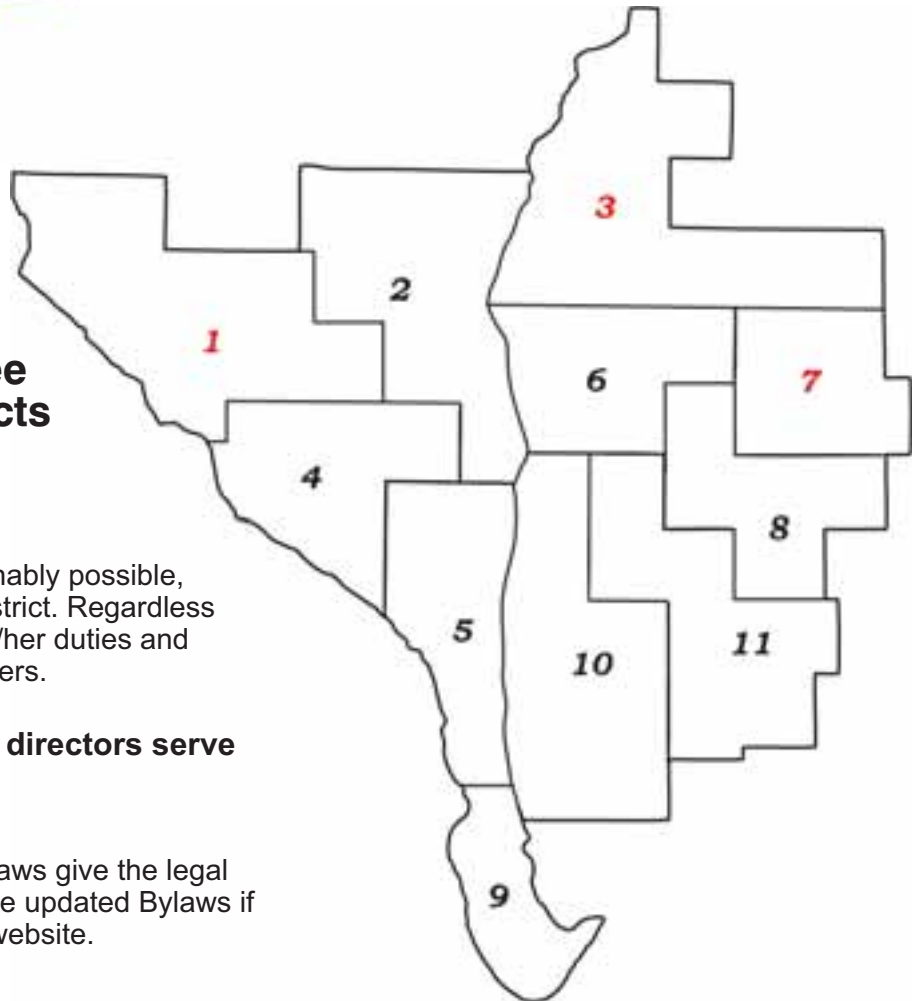 3
2
1
ee
cts
6
7
4
8
nably possible,
strict. Regardless
/her duties and
ers.
5
10
11
directors serve
aws give the legal
e updated Bylaws if
website.
9